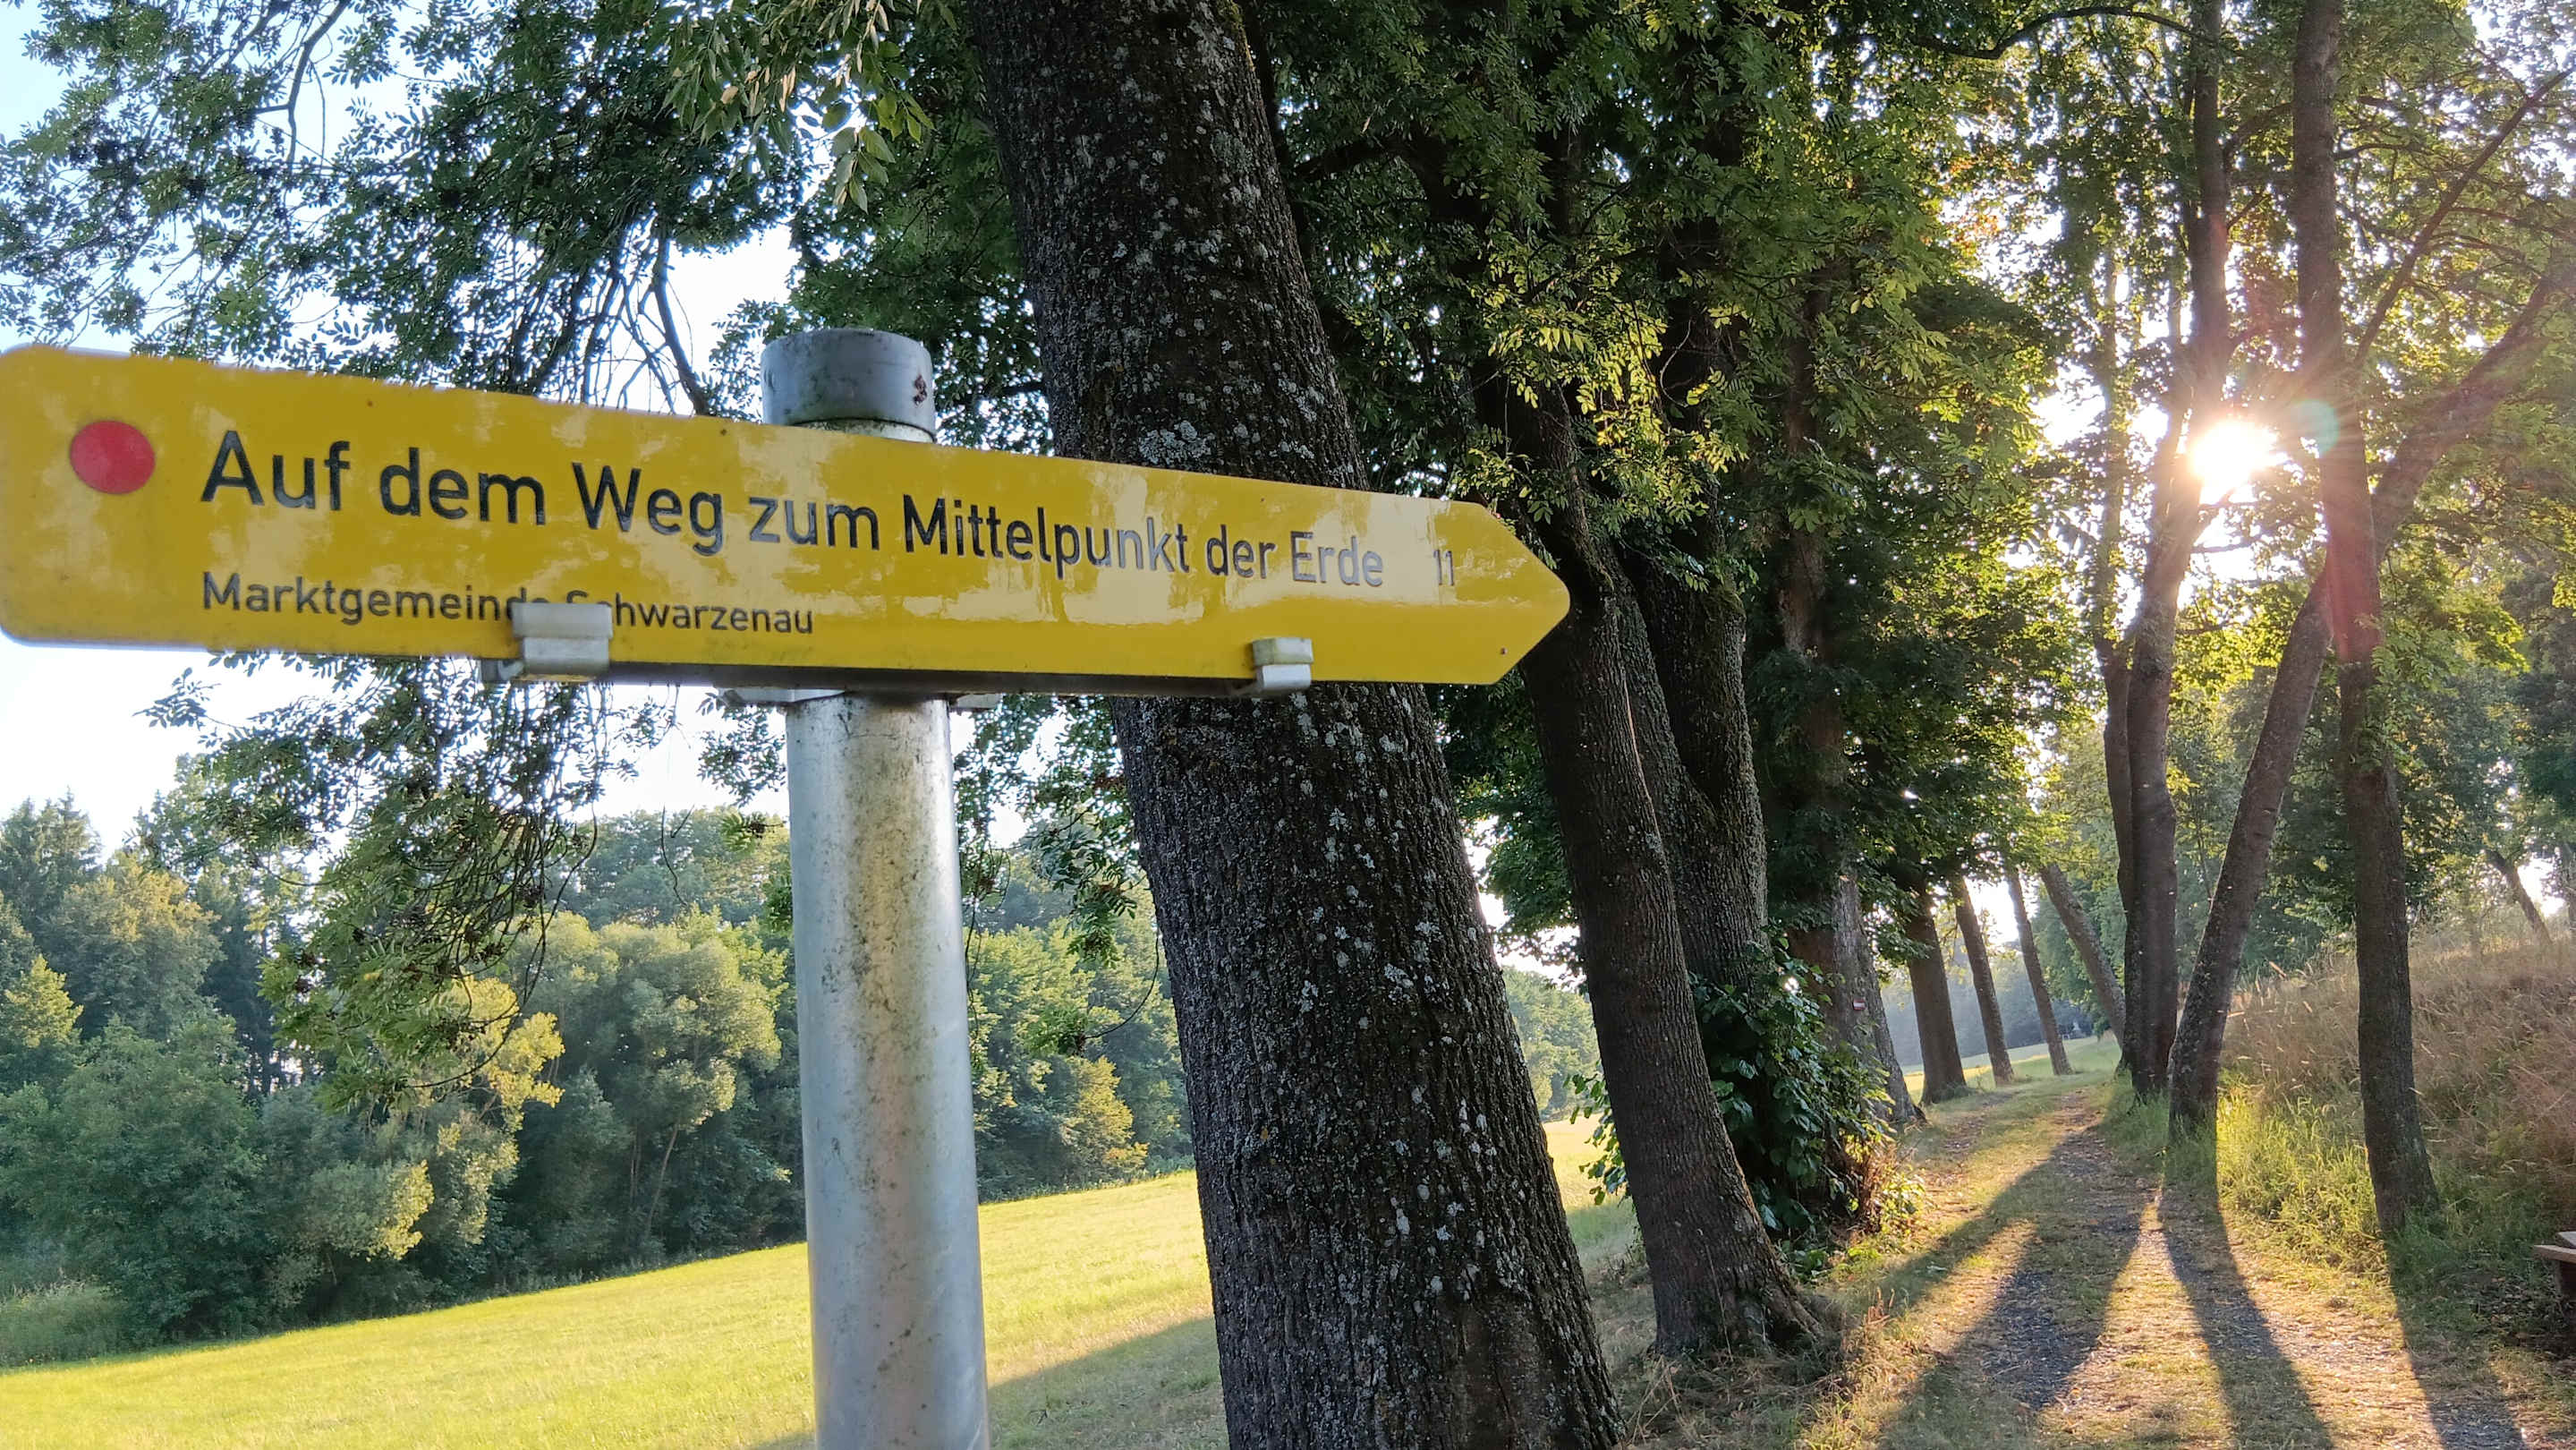 Auf dem Weg zum Mittelpunkt der Erde 11
Marktgemeinde Schwarzenau